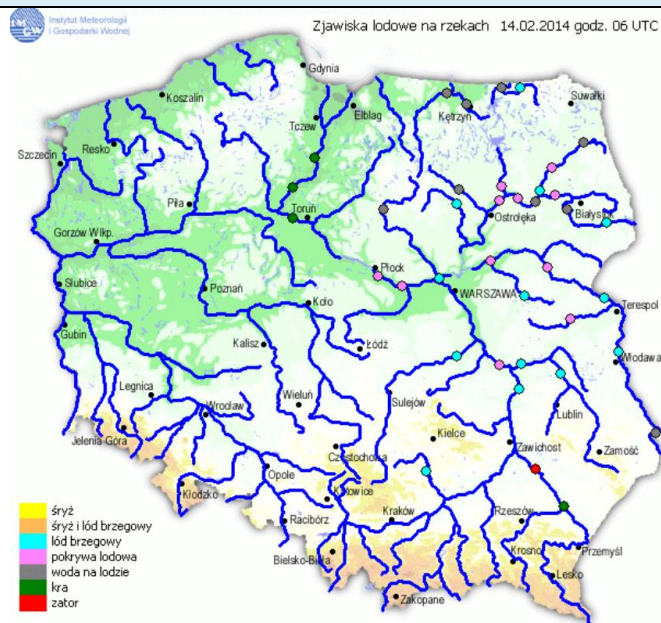 IMGW
Instytut Meteorologii
i Gospodarki Wodnej
Zjawiska lodowe na rzekach 14.02.2014 godz. 06 UTC
Gdynia
Koszalin
Suwałki
Elbląg
Kętrzyn
Tczew
Resko
Szczecin
Piła
Toruń
Ostrołęka
Białystok
Gorzów Wlkp.
Płock
Słubice
Poznań
Koło
WARSZAWA
Terespol
Gubin
Kalisz
Łódź
Włodawa
Legnica
Wrocław
Wieluń
Sulejów
Lublin
Jelenia Góra
Kielce
Zawichost
Zamość
Częstochowa
Opole
Kłodzko
Katowice
Racibórz
Kraków
Rzeszów
Bielsko-Biała
Krosno
Przemyśl
Lesko
Zakopane
śryż
śryż i lód brzegowy
lód brzegowy
pokrywa lodowa
woda na lodzie
kra
zator